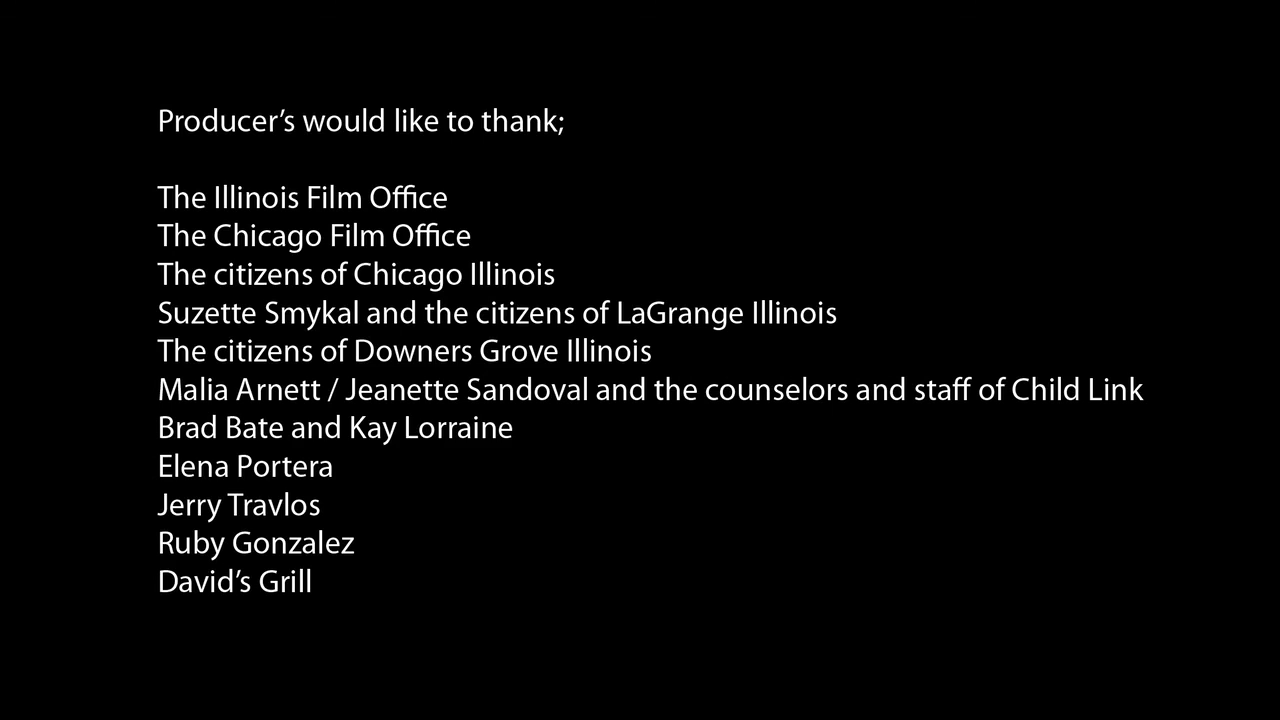 Producer’s would like to thank;
The Illinois Film Office
The Chicago Film Office
The citizens of Chicago Illinois
Suzette Smykal and the citizens of LaGrange Illinois
The citizens of Downers Grove Illinois
Malia Arnett / Jeanette Sandoval and the counselors and staff of Child Link
Brad Bate and Kay Lorraine
Elena Portera
Jerry Travlos
Ruby Gonzalez
David’s Grill